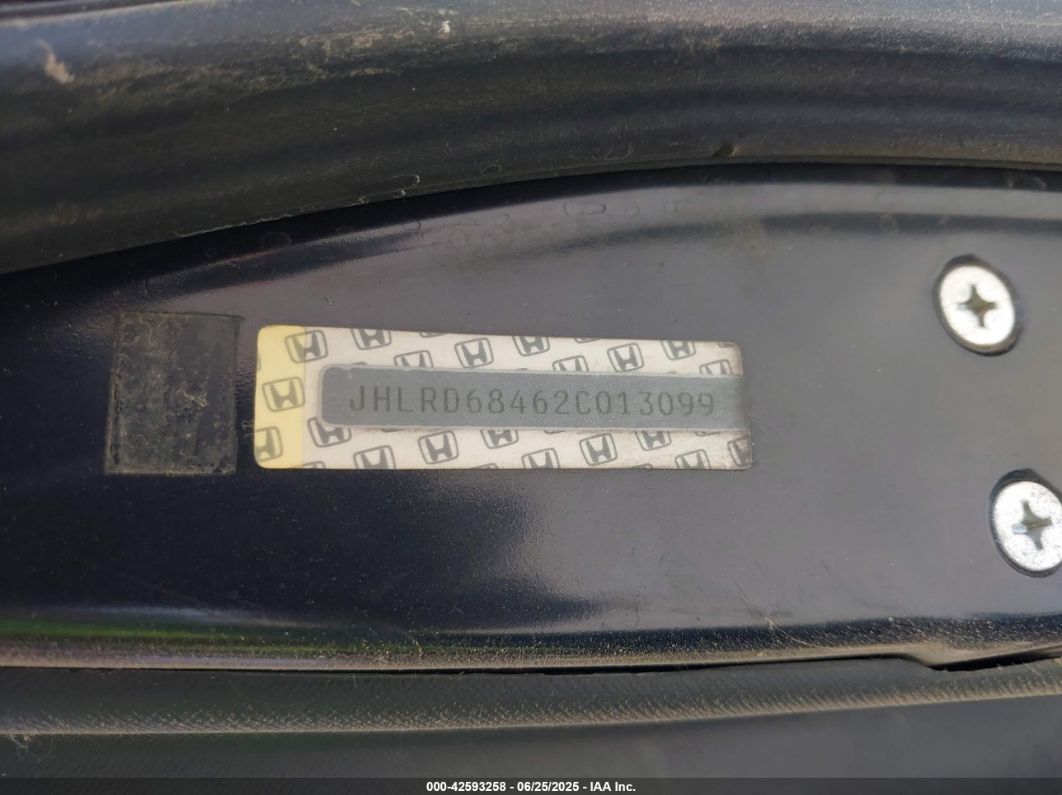 JHLRD68462C013099
000-42593258 - 06/25/2025 - IAA Inc.